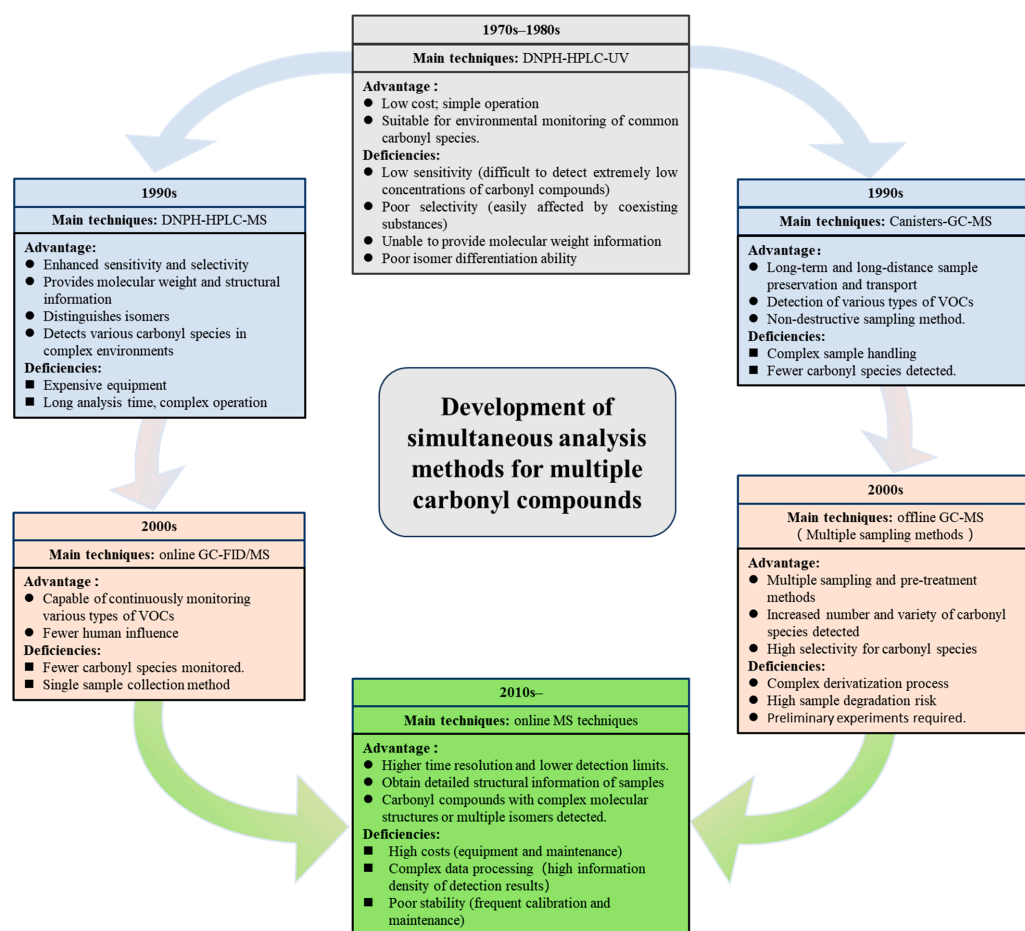 1970s–1980s
Main techniques: DNPH-HPLC-UV
Advantage :
● Low cost; simple operation
● Suitable for environmental monitoring of common
carbonyl species.
Deficiencies:
● Low sensitivity (difficult to detect extremely low
concentrations of carbonyl compounds)
● Poor selectivity (easily affected by coexisting
substances)
● Unable to provide molecular weight information
● Poor isomer differentiation ability
1990s
Main techniques: DNPH-HPLC-MS
Advantage:
● Enhanced sensitivity and selectivity
● Provides molecular weight and structural
information
● Distinguishes isomers
● Detects various carbonyl species in
complex environments
Deficiencies:
■ Expensive equipment
■ Long analysis time, complex operation
1990s
Main techniques: Canisters-GC-MS
Advantage:
● Long-term and long-distance sample
preservation and transport
● Detection of various types of VOCs
● Non-destructive sampling method.
Deficiencies:
■ Complex sample handling
■ Fewer carbonyl species detected.
Development of
simultaneous analysis
methods for multiple
carbonyl compounds
2000s
Main techniques: online GC-FID/MS
Advantage :
● Capable of continuously monitoring
various types of VOCs
● Fewer human influence
Deficiencies:
■ Fewer carbonyl species monitored.
■ Single sample collection method
2000s
Main techniques: offline GC-MS
( Multiple sampling methods )
Advantage:
● Multiple sampling and pre-treatment
methods
● Increased number and variety of carbonyl
species detected
● High selectivity for carbonyl species
Deficiencies:
● Complex derivatization process
● High sample degradation risk
● Preliminary experiments required.
2010s–
Main techniques: online MS techniques
Advantage :
● Higher time resolution and lower detection limits.
● Obtain detailed structural information of samples
● Carbonyl compounds with complex molecular
structures or multiple isomers detected.
Deficiencies:
■ High costs (equipment and maintenance)
■ Complex data processing (high information
density of detection results)
■ Poor stability (frequent calibration and
maintenance)